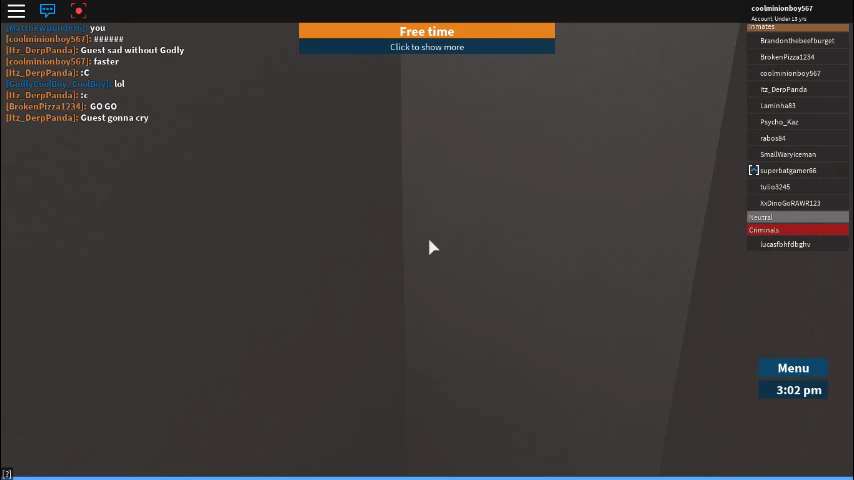 [MatthewDunder6]: you
[coolminionboy567]: ######
[Itz_DerpPanda]: Guest sad without Godly
[coolminionboy567]: faster
[Itz_DerpPanda]: :C
[GodlyCoolBoy_CoolBoy]: lol
[Itz_DerpPanda]: :c
[BrokenPizza1234]: GO GO
[Itz_DerpPanda]: Guest gonna cry
Free time
Click to show more
coolminionboy567
Account: Under 13 yrs
Inmates
Brandonthebeefburget
BrokenPizza1234
coolminionboy567
Itz_DerpPanda
Laminha83
Psycho_Kaz
rabos84
SmallWaryiceman
superbatgamer66
tulio3245
XxDinoGoRAWR123
Neutral
Criminals
lucasfbhfdbghv
Menu
3:02 pm
[?]